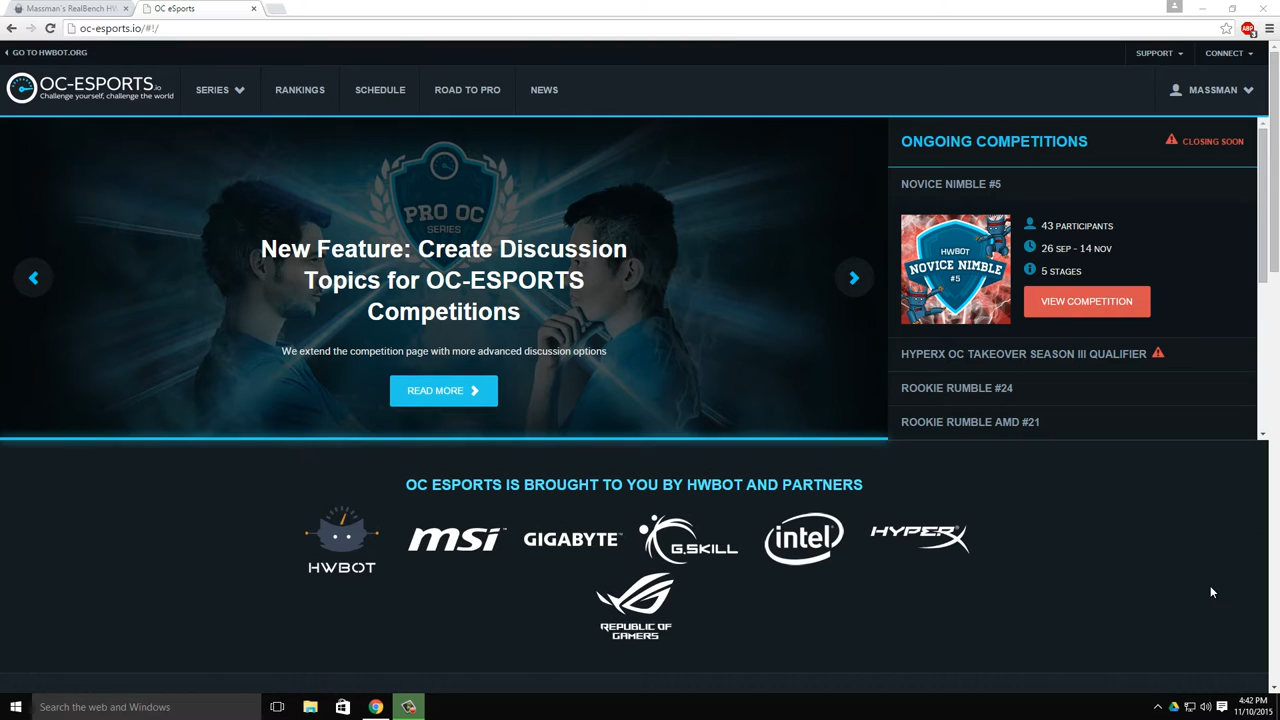 Massman's RealBench HW
OC eSports
oc-esports.io/#!/
ABP
GO TO HWBOT.ORG
SUPPORT
CONNECT
OC-ESPORTS.io
Challenge yourself, challenge the world
SERIES
RANKINGS
SCHEDULE
ROAD TO PRO
NEWS
MASSMAN
PRO OC
SERIES
New Feature: Create Discussion
Topics for OC-ESPORTS
Competitions
We extend the competition page with more advanced discussion options
READ MORE
ONGOING COMPETITIONS
CLOSING SOON
NOVICE NIMBLE #5
HWBOT
NOVICE NIMBLE
#5
43 PARTICIPANTS
26 SEP - 14 NOV
5 STAGES
VIEW COMPETITION
HYPERX OC TAKEOVER SEASON III QUALIFIER
ROOKIE RUMBLE #24
ROOKIE RUMBLE AMD #21
OC ESPORTS IS BROUGHT TO YOU BY HWBOT AND PARTNERS
HWBOT
msi
GIGABYTE
G.SKILL
intel
HYPERX
REPUBLIC OF
GAMERS
Search the web and Windows
4:42 PM
11/10/2015